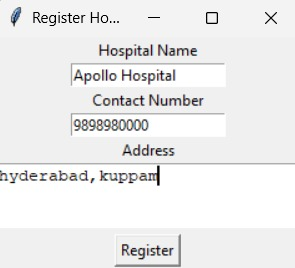 Register Ho...
Hospital Name
Apollo Hospital
Contact Number
9898980000
Address
hyderabad,kuppam
Register